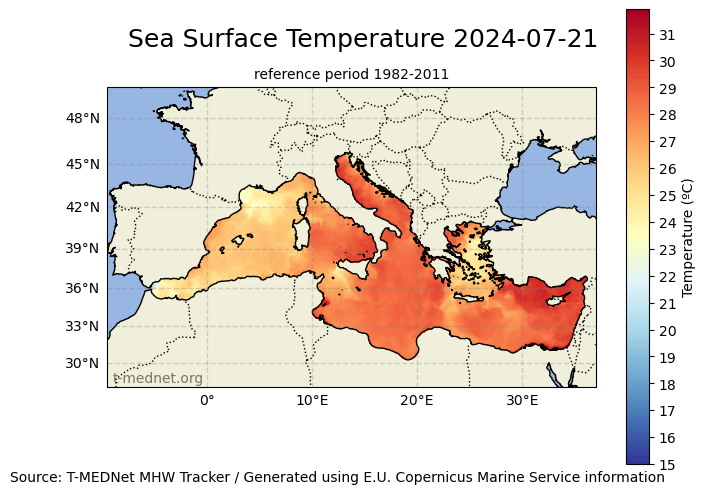 Sea Surface Temperature 2024-07-21
reference period 1982-2011
48°N
45°N
42°N
39°N
36°N
33°N
30°N
t-mednet.org
0°
10°E
20°E
30°E
31
30
29
28
27
26
25
24
23
22
21
20
19
18
17
16
15
Temperature (ºC)
Source: T-MEDNet MHW Tracker / Generated using E.U. Copernicus Marine Service information